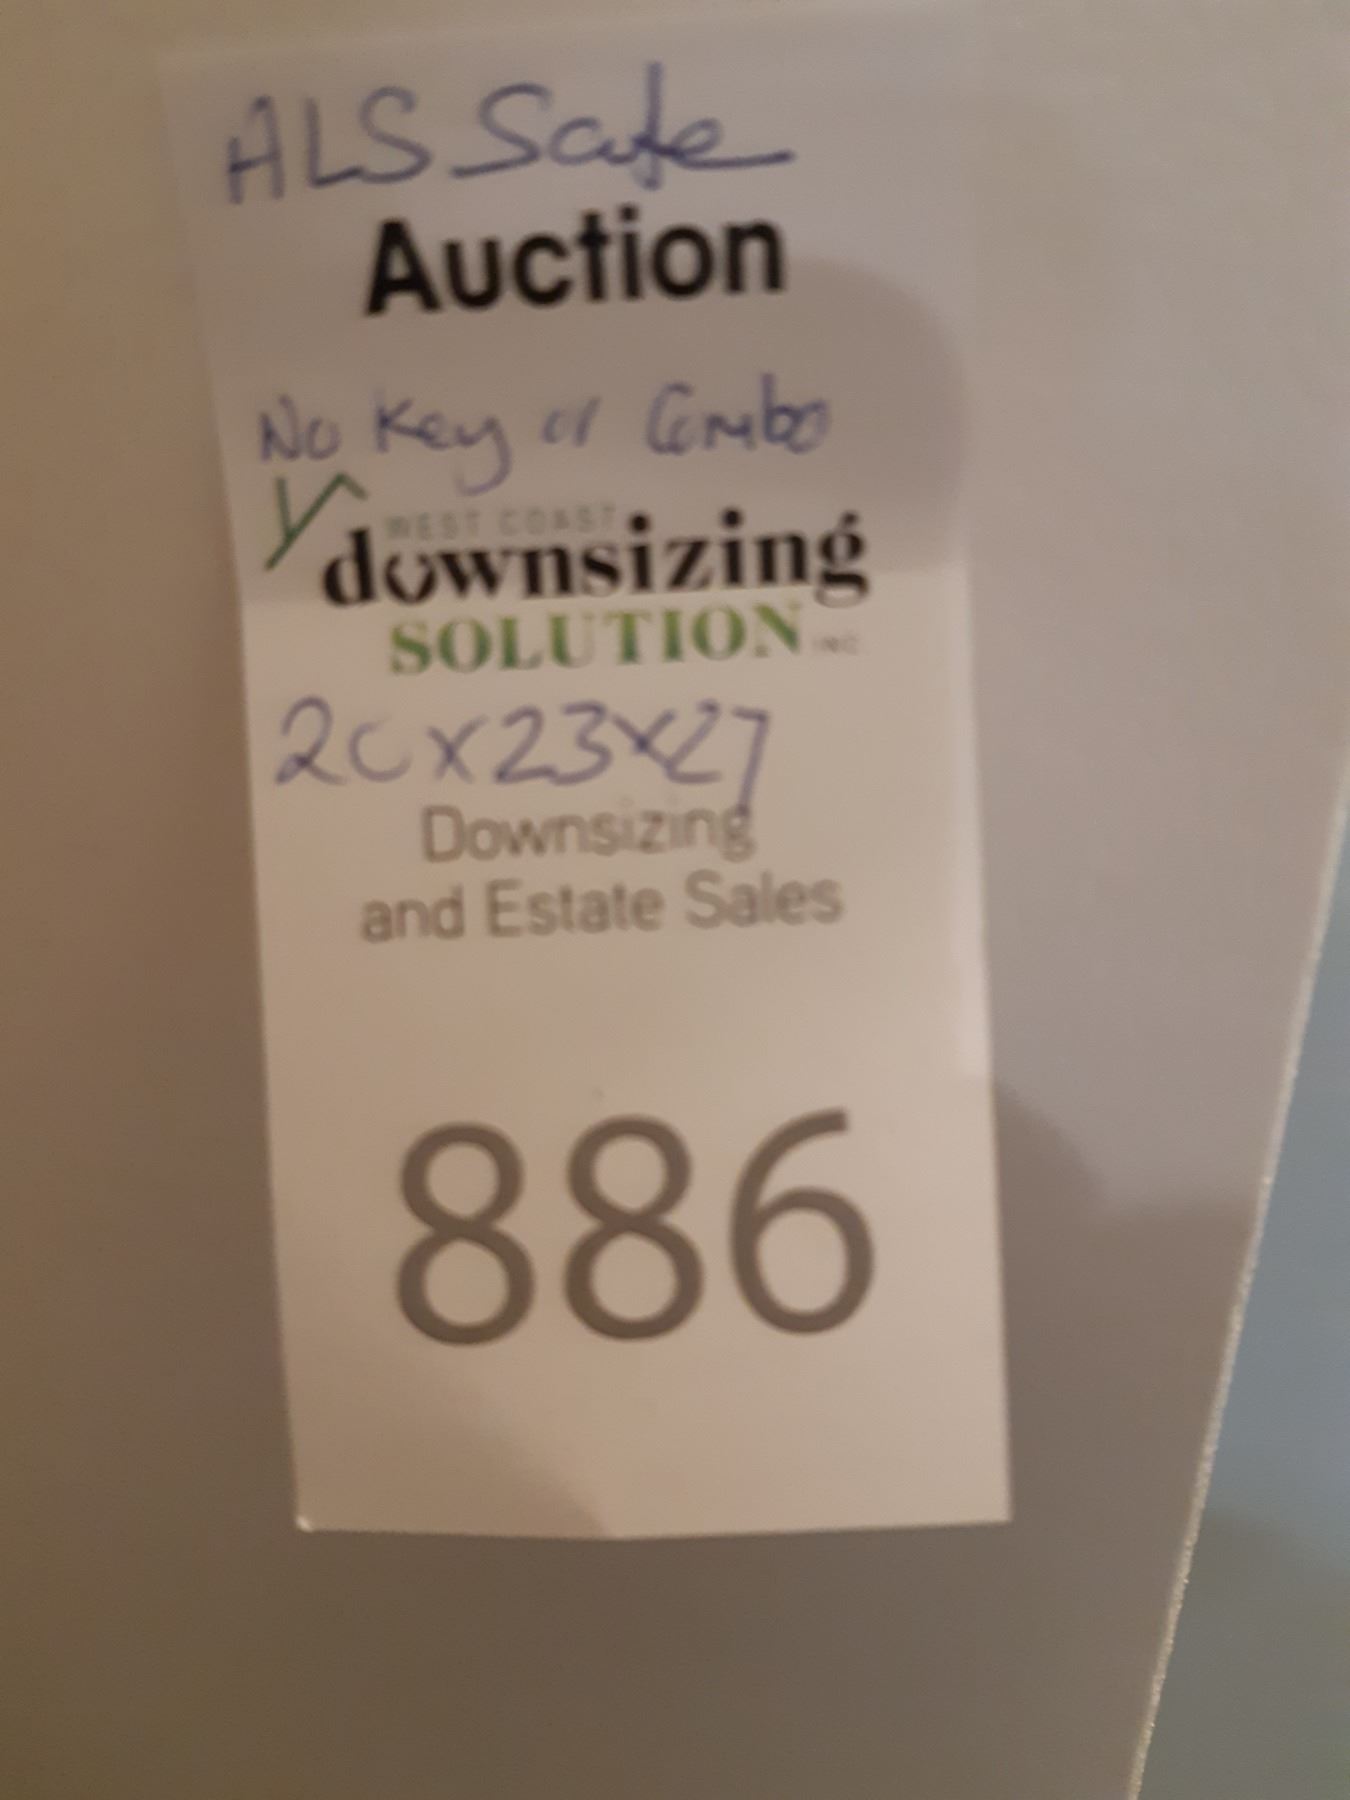 ALS Safe
Auction
No Key or Combo
WEST COAST
downsizing
SOLUTION INC
20x23x27
Downsizing
and Estate Sales
886